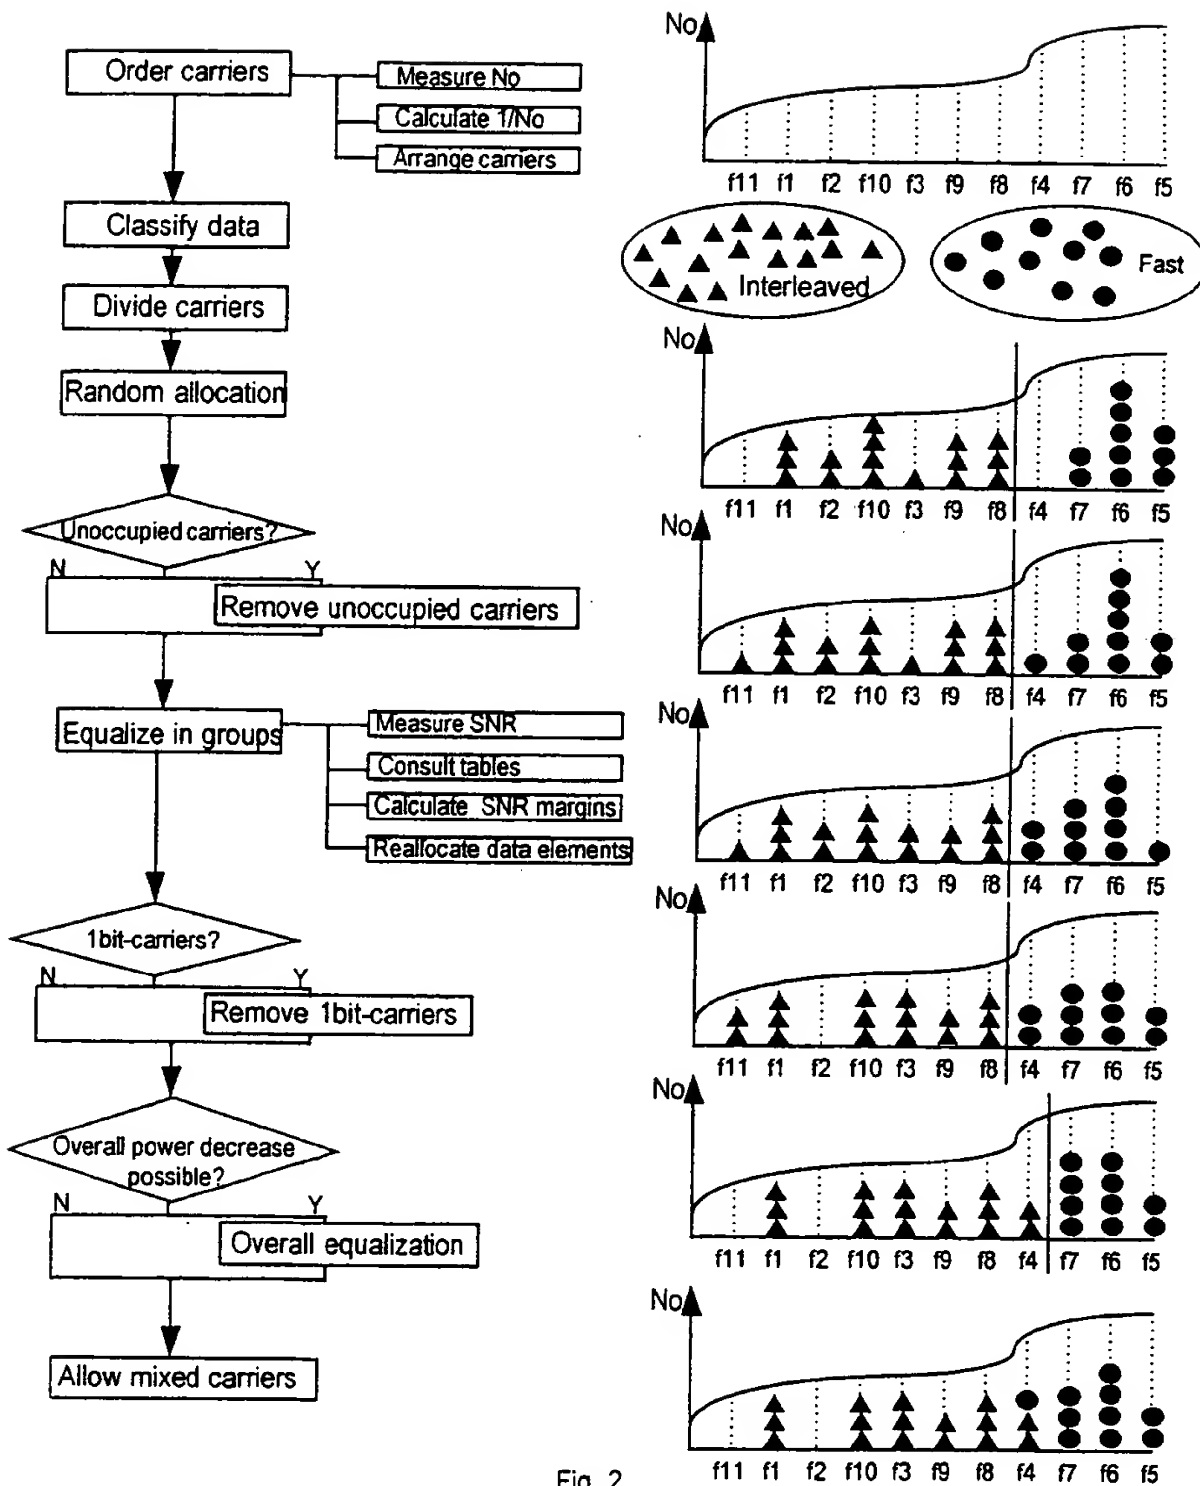 Order carriers
Measure No
Calculate 1/No
Arrange carriers
Classify data
Divide carriers
Random allocation
Unoccupied carriers?
N Y
Remove unoccupied carriers
Equalize in groups
Measure SNR
Consult tables
Calculate SNR margins
Reallocate data elements
1bit-carriers?
N Y
Remove 1bit-carriers
Overall power decrease
possible?
N Y
Overall equalization
Allow mixed carriers
No
f11 f1 f2 f10 f3 f9 f8 f4 f7 f6 f5
Interleaved
Fast
No
f11 f1 f2 f10 f3 f9 f8 f4 f7 f6 f5
No
f11 f1 f2 f10 f3 f9 f8 f4 f7 f6 f5
No
f11 f1 f2 f10 f3 f9 f8 f4 f7 f6 f5
No
f11 f1 f2 f10 f3 f9 f8 f4 f7 f6 f5
No
f11 f1 f2 f10 f3 f9 f8 f4 f7 f6 f5
No
f11 f1 f2 f10 f3 f9 f8 f4 f7 f6 f5
Fig. 2